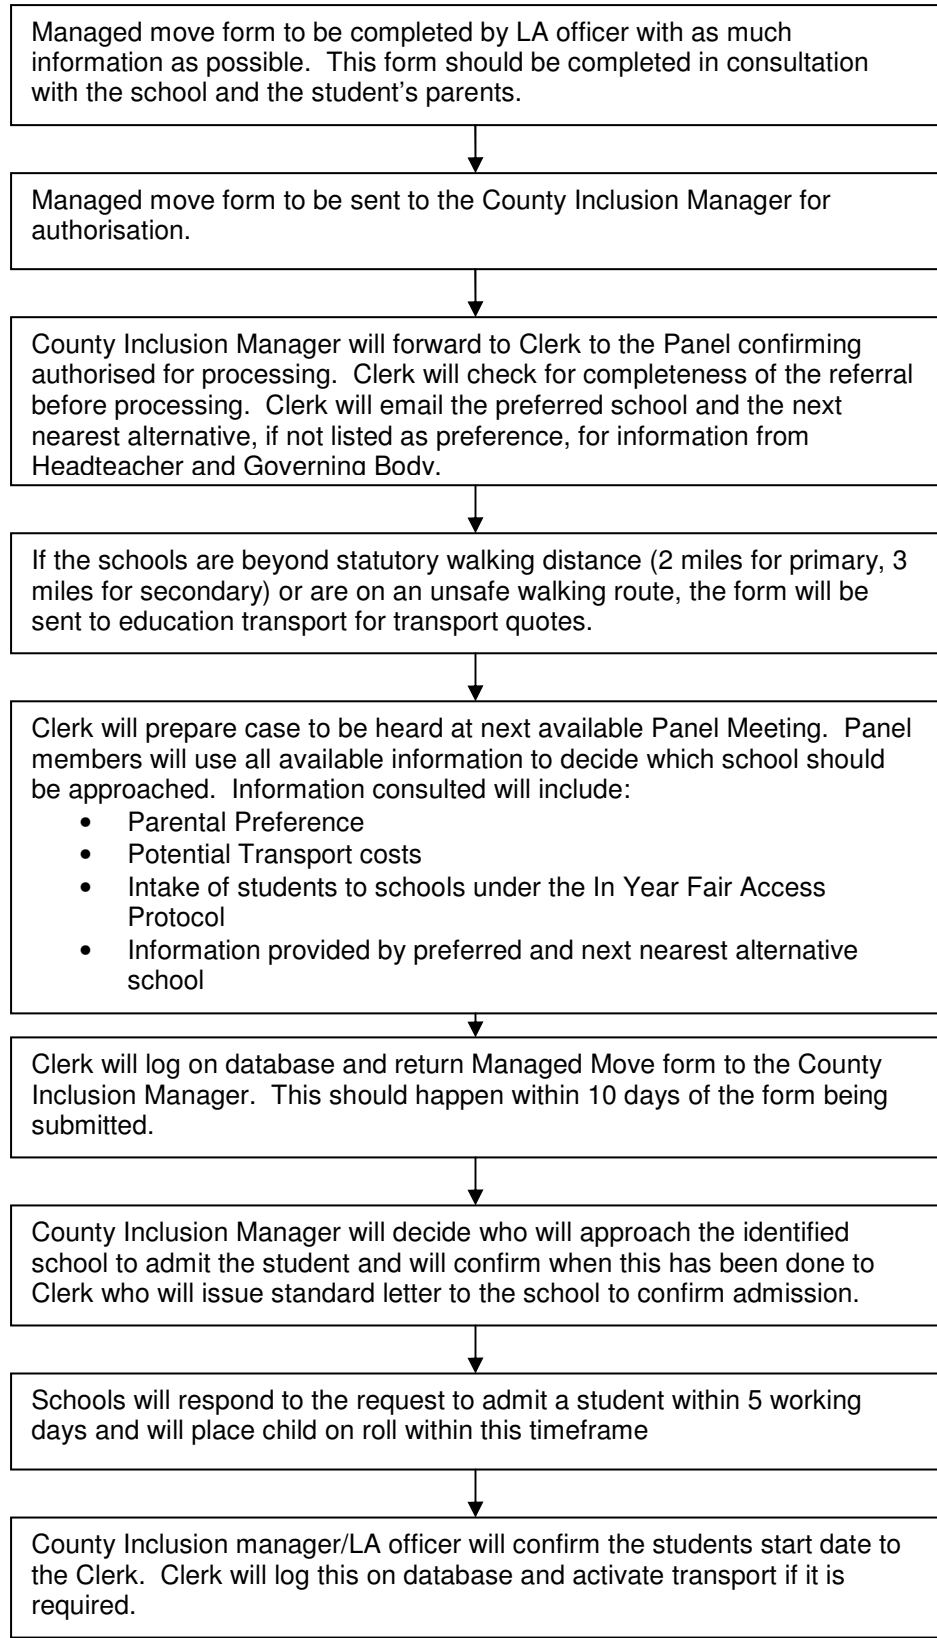 Managed move form to be completed by LA officer with as much
information as possible.  This form should be completed in consultation
with the school and the student's parents.
Managed move form to be sent to the County Inclusion Manager for
authorisation.
County Inclusion Manager will forward to Clerk to the Panel confirming
authorised for processing.  Clerk will check for completeness of the referral
before processing.  Clerk will email the preferred school and the next
nearest alternative, if not listed as preference, for information from
Headteacher and Governing Body.
If the schools are beyond statutory walking distance (2 miles for primary, 3
miles for secondary) or are on an unsafe walking route, the form will be
sent to education transport for transport quotes.
Clerk will prepare case to be heard at next available Panel Meeting.  Panel
members will use all available information to decide which school should
be approached.  Information consulted will include:
• Parental Preference
• Potential Transport costs
• Intake of students to schools under the In Year Fair Access
Protocol
• Information provided by preferred and next nearest alternative
school
Clerk will log on database and return Managed Move form to the County
Inclusion Manager.  This should happen within 10 days of the form being
submitted.
County Inclusion Manager will decide who will approach the identified
school to admit the student and will confirm when this has been done to
Clerk who will issue standard letter to the school to confirm admission.
Schools will respond to the request to admit a student within 5 working
days and will place child on roll within this timeframe
County Inclusion manager/LA officer will confirm the students start date to
the Clerk.  Clerk will log this on database and activate transport if it is
required.